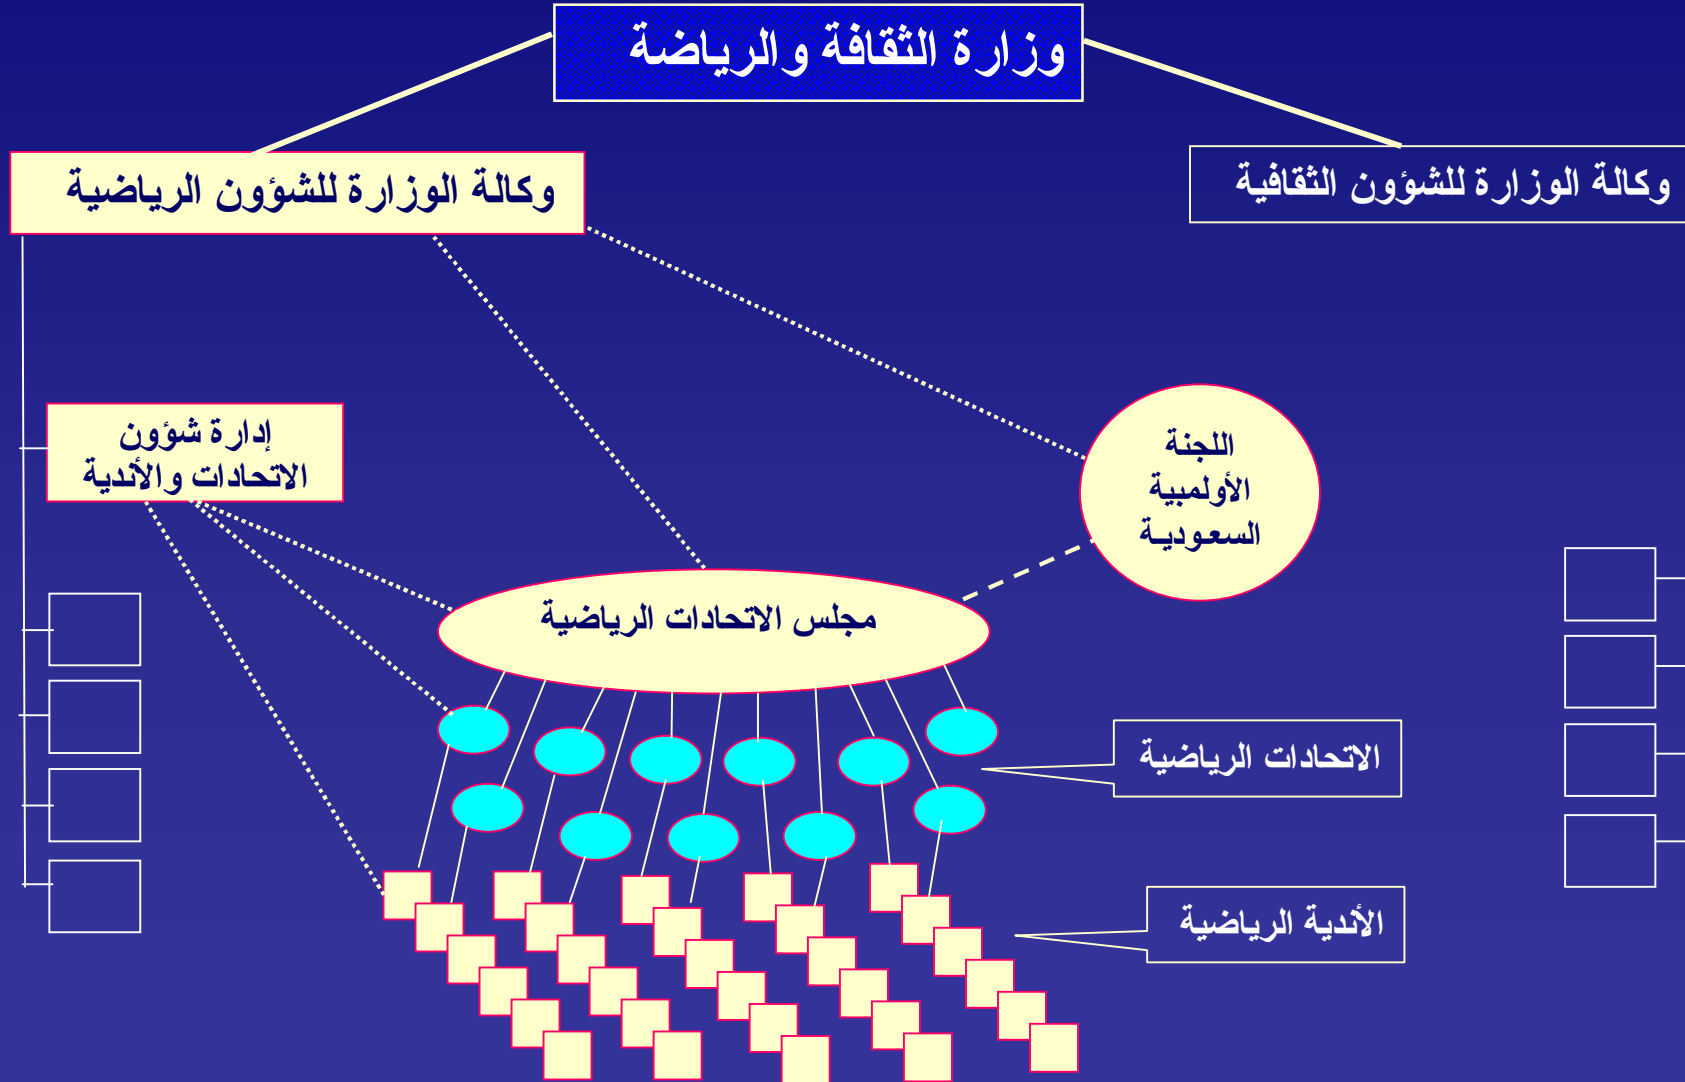 وزارة الثقافة والرياضة
وكالة الوزارة للشؤون الثقافية
وكالة الوزارة للشؤون الرياضية
اللجنة
الأولمبية
السعودية
إدارة شؤون
الاتحادات والأندية
مجلس الاتحادات الرياضية
الاتحادات الرياضية
الأندية الرياضية